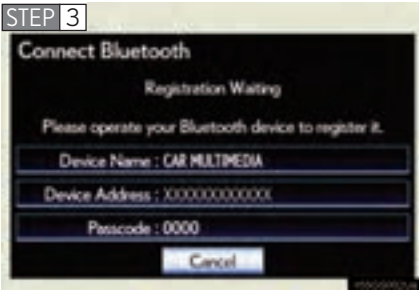 STEP 3
Connect Bluetooth
Registration Waiting
Please operate your Bluetooth device to register it.
Device Name : CAR MULTIMEDIA
Device Address : XXXXXXXXXXXX
Passcode : 0000
Cancel